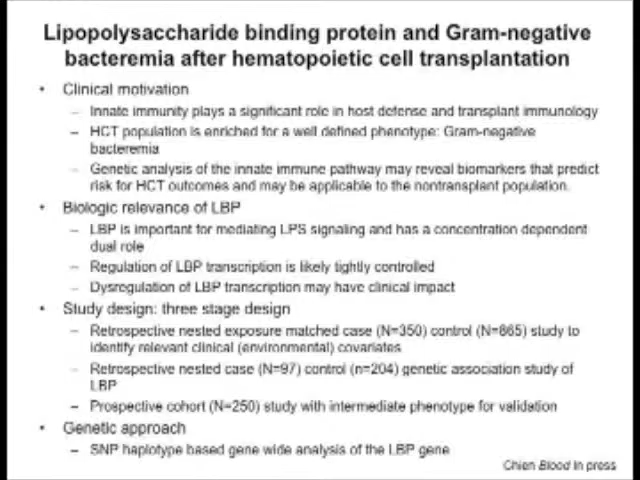 Lipopolysaccharide binding protein and Gram-negative
bacteremia after hematopoietic cell transplantation
• Clinical motivation
– Innate immunity plays a significant role in host defense and transplant immunology
– HCT population is enriched for a well defined phenotype: Gram-negative
bacteremia
– Genetic analysis of the innate immune pathway may reveal biomarkers that predict
risk for HCT outcomes and may be applicable to the nontransplant population.
• Biologic relevance of LBP
– LBP is important for mediating LPS signaling and has a concentration dependent
dual role
– Regulation of LBP transcription is likely tightly controlled
– Dysregulation of LBP transcription may have clinical impact
• Study design: three stage design
– Retrospective nested exposure matched case (N=350) control (N=865) study to
identify relevant clinical (environmental) covariates
– Retrospective nested case (N=97) control (n=204) genetic association study of
LBP
– Prospective cohort (N=250) study with intermediate phenotype for validation
• Genetic approach
– SNP haplotype based gene wide analysis of the LBP gene
Chien Blood in press